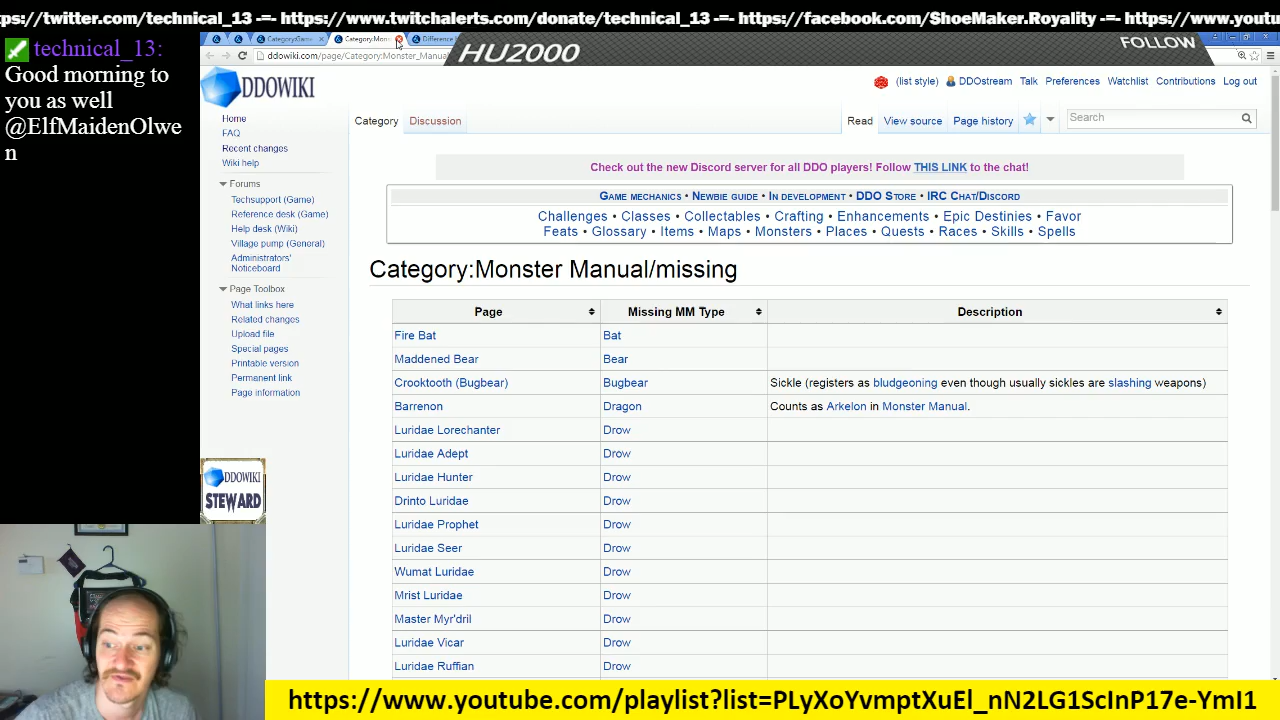 ttps://twitter.com/technical_13 -=- https://www.twitchalerts.com/donate/technical_13 -=- https://facebook.com/ShoeMaker.Royality -=- https://www.youtu
technical_13:
Good morning to
you as well
@ElfMaidenOlwe
n
Category:Game
Category:Mons
Difference
HU2000
FOLLOW
ddowiki.com/page/Category:Monster_Manual
DDOWIKI
(list style) DDOstream Talk Preferences Watchlist Contributions Log out
Home
FAQ
Recent changes
Wiki help
Forums
Techsupport (Game)
Reference desk (Game)
Help desk (Wiki)
Village pump (General)
Administrators'
Noticeboard
Page Toolbox
What links here
Related changes
Upload file
Special pages
Printable version
Permanent link
Page information
DDOWIKI
STEWARD
Category Discussion Read View source Page history Search
Check out the new Discord server for all DDO players! Follow THIS LINK to the chat!
Game mechanics • Newbie guide • In development • DDO Store • IRC Chat/Discord
Challenges • Classes • Collectables • Crafting • Enhancements • Epic Destinies • Favor
Feats • Glossary • Items • Maps • Monsters • Places • Quests • Races • Skills • Spells
Category:Monster Manual/missing
Page Missing MM Type Description
Fire Bat Bat
Maddened Bear Bear
Crooktooth (Bugbear) Bugbear Sickle (registers as bludgeoning even though usually sickles are slashing weapons)
Barrenon Dragon Counts as Arkelon in Monster Manual.
Luridae Lorechanter Drow
Luridae Adept Drow
Luridae Hunter Drow
Drinto Luridae Drow
Luridae Prophet Drow
Luridae Seer Drow
Wumat Luridae Drow
Mrist Luridae Drow
Master Myr'dril Drow
Luridae Vicar Drow
Luridae Ruffian Drow
https://www.youtube.com/playlist?list=PLyXoYvmptXuEl_nN2LG1ScInP17e-YmI1